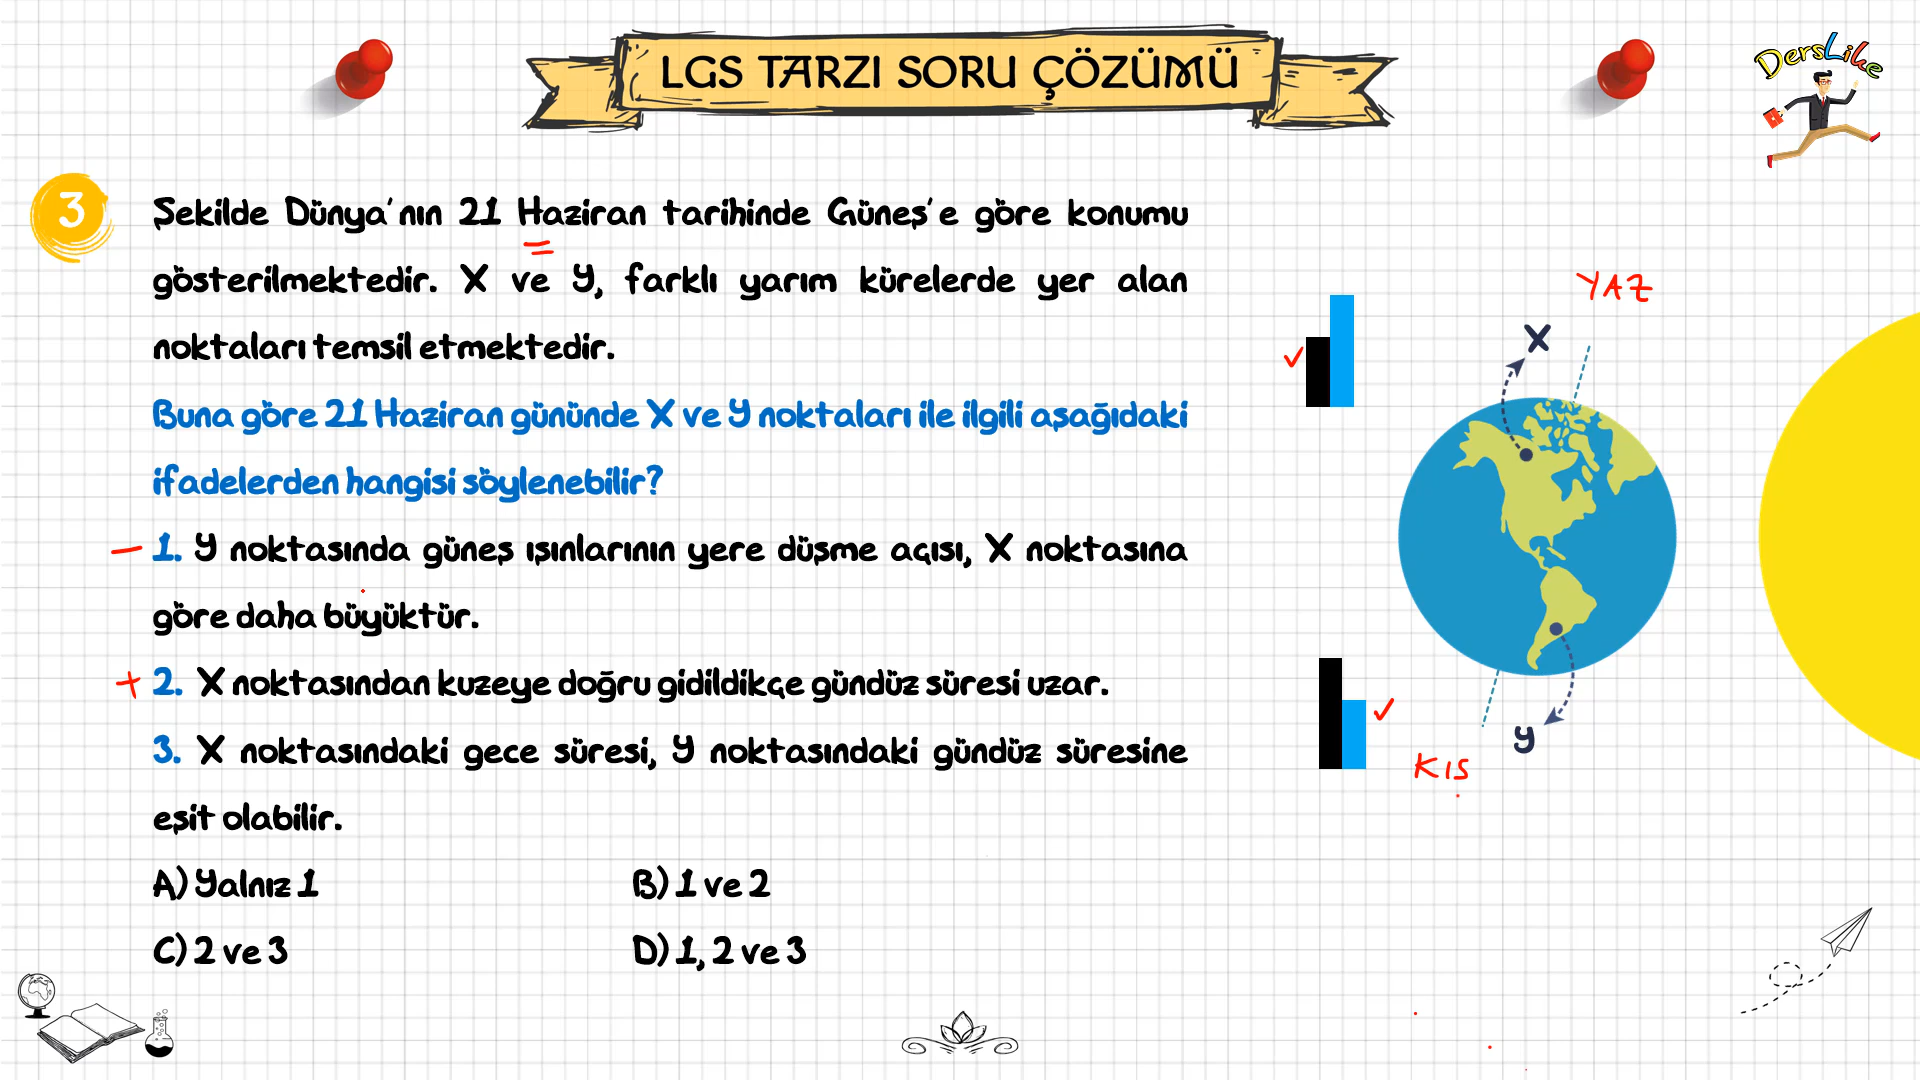 LGS TARZI SORU ÇÖZÜMÜ
DersLike
3
Şekilde Dünya'nın 21 Haziran tarihinde Güneş'e göre konumu
gösterilmektedir. X ve Y, farklı yarım kürelerde yer alan
noktaları temsil etmektedir.
Buna göre 21 Haziran gününde X ve Y noktaları ile ilgili aşağıdaki
ifadelerden hangisi söylenebilir?
- 1. Y noktasında güneş ışınlarının yere düşme açısı, X noktasına
göre daha büyüktür.
+ 2. X noktasından kuzeye doğru gidildikçe gündüz süresi uzar.
3. X noktasındaki gece süresi, Y noktasındaki gündüz süresine
eşit olabilir.
A) Yalnız 1
B) 1 ve 2
C) 2 ve 3
D) 1, 2 ve 3
YAZ
X
Y
KIS